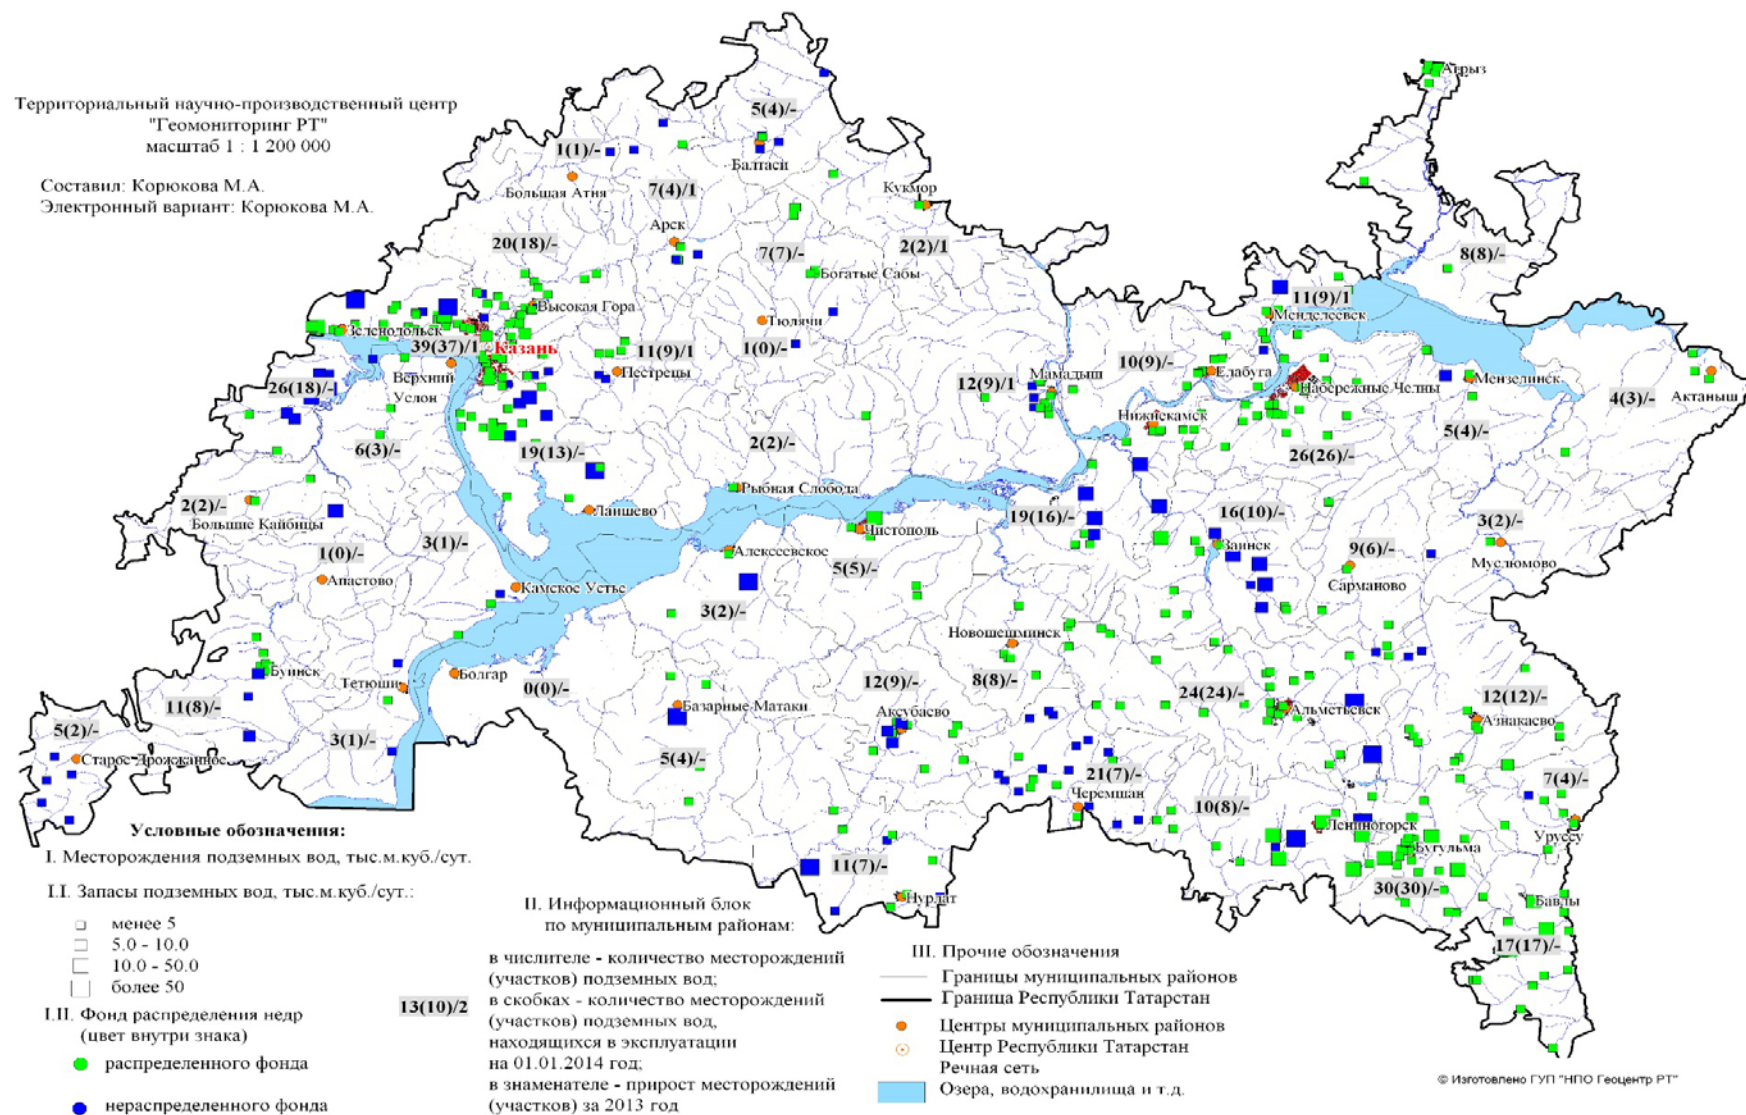 Территориальный научно-производственный центр
"Геомониторинг РТ"
масштаб 1 : 1 200 000
Составил: Корюкова М.А.
Электронный вариант: Корюкова М.А.
Агрыз
5(4)/-
Балтаси
1(1)/-
Большая Атня
7(4)/1
Кукмор
Арск
20(18)/-
7(7)/-
2(2)/1
8(8)/-
Богатые Сабы
Высокая Гора
11(9)/1
Менделеевск
Зеленодольск
Тюлячи
39(37)/1
Казань
1(0)/-
11(9)/1
Пестрецы
10(9)/-
Елабуга
Верхний
Услон
26(18)/-
12(9)/1
Мамадыш
Набережные Челны
Мензелинск
4(3)/-
Актаныш
Нижнекамск
6(3)/-
19(13)/-
2(2)/-
26(26)/-
5(4)/-
Рыбная Слобода
2(2)/-
Большие Кайбицы
Лаишево
19(16)/-
16(10)/-
3(2)/-
Чистополь
3(1)/-
1(0)/-
Алексеевское
5(5)/-
Заинск
9(6)/-
Муслюмово
Апастово
Камское Устье
Сарманово
3(2)/-
Новошешминск
Буинск
Болгар
Тетюши
0(0)/-
12(9)/-
8(8)/-
24(24)/-
12(12)/-
11(8)/-
Базарные Матаки
Аксубаево
Альметьевск
Азнакаево
5(2)/-
3(1)/-
Старое Дрожжаное
5(4)/-
21(7)/-
7(4)/-
Черемшан
10(8)/-
Лениногорск
Уруссу
Бугульма
11(7)/-
30(30)/-
Нурлат
Бавлы
17(17)/-
Условные обозначения:
I. Месторождения подземных вод, тыс.м.куб./сут.
I.I. Запасы подземных вод, тыс.м.куб./сут.:
менее 5
5.0 - 10.0
10.0 - 50.0
более 50
I.II. Фонд распределения недр
(цвет внутри знака)
распределенного фонда
нераспределенного фонда
II. Информационный блок
по муниципальным районам:
13(10)/2
в числителе - количество месторождений
(участков) подземных вод;
в скобках - количество месторождений
(участков) подземных вод,
находящихся в эксплуатации
на 01.01.2014 год;
в знаменателе - прирост месторождений
(участков) за 2013 год
III. Прочие обозначения
Границы муниципальных районов
Граница Республики Татарстан
Центры муниципальных районов
Центр Республики Татарстан
Речная сеть
Озера, водохранилища и т.д.
© Изготовлено ГУП "НПО Геоцентр РТ"